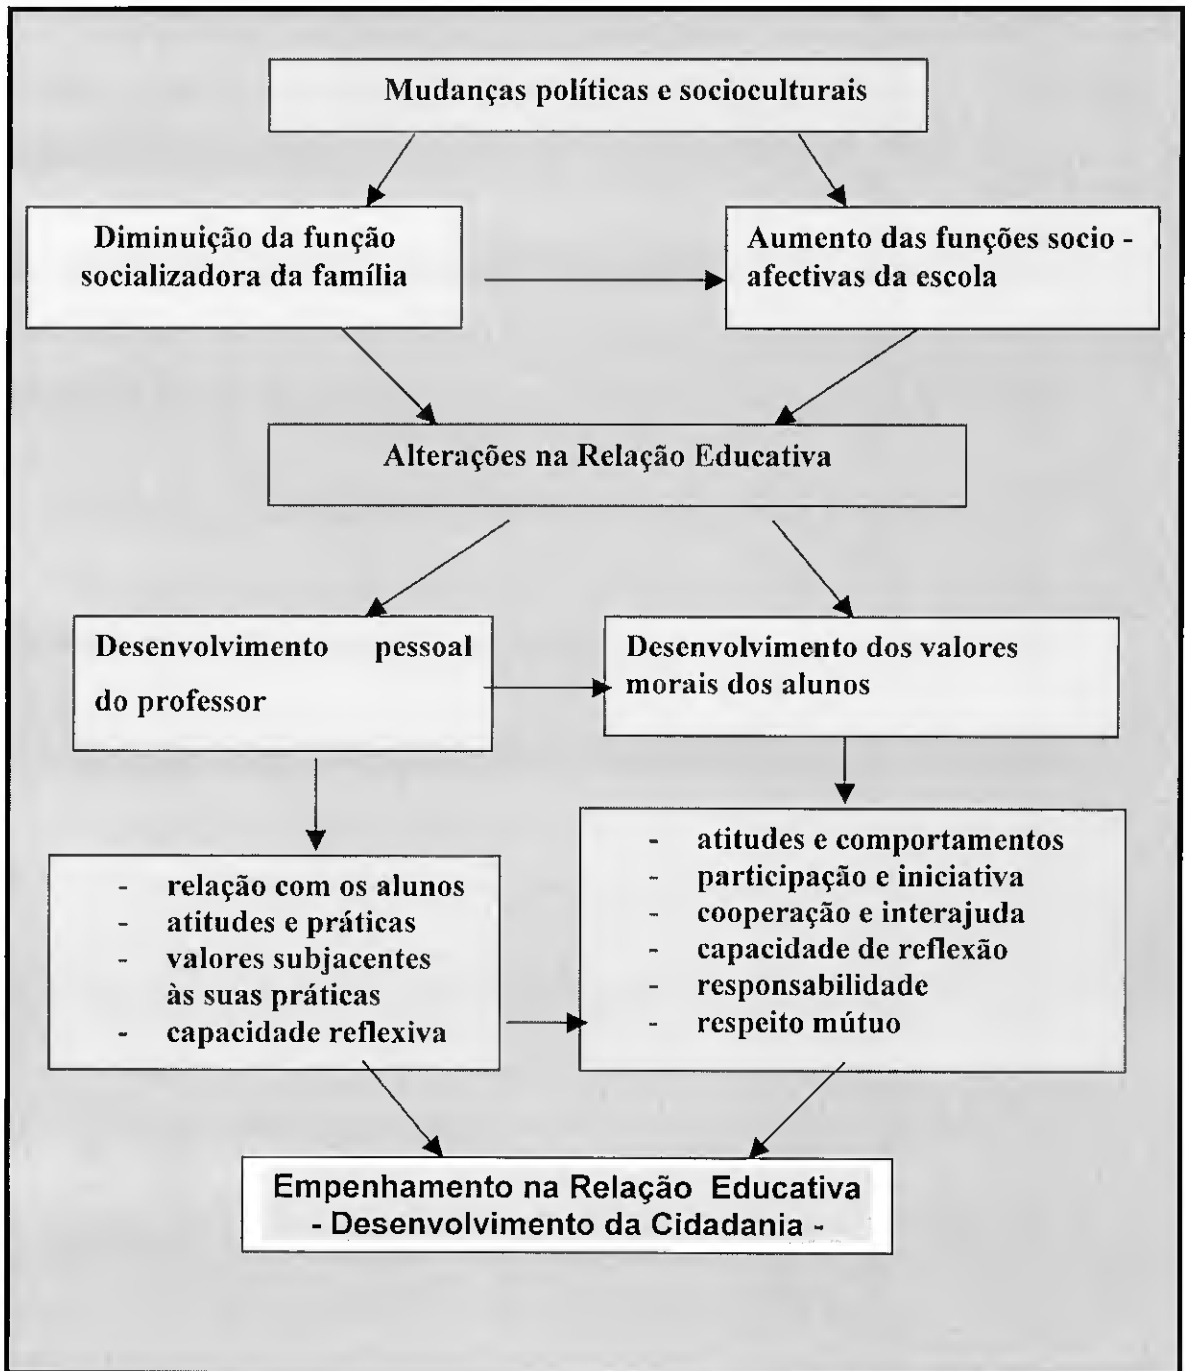 Mudanças políticas e socioculturais
Diminuição da função
socializadora da família
Aumento das funções socio -
afectivas da escola
Alterações na Relação Educativa
Desenvolvimento pessoal
do professor
Desenvolvimento dos valores
morais dos alunos
- relação com os alunos
- atitudes e práticas
- valores subjacentes
às suas práticas
- capacidade reflexiva
- atitudes e comportamentos
- participação e iniciativa
- cooperação e interajuda
- capacidade de reflexão
- responsabilidade
- respeito mútuo
Empenhamento na Relação Educativa
- Desenvolvimento da Cidadania -